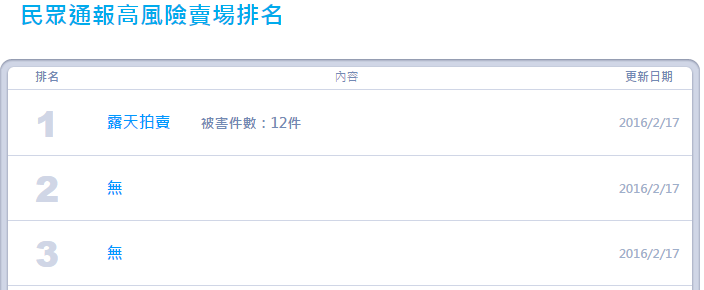 民眾通報高風險賣場排名
排名 內容 更新日期
1 露天拍賣 被害件數：12件 2016/2/17
2 無 2016/2/17
3 無 2016/2/17